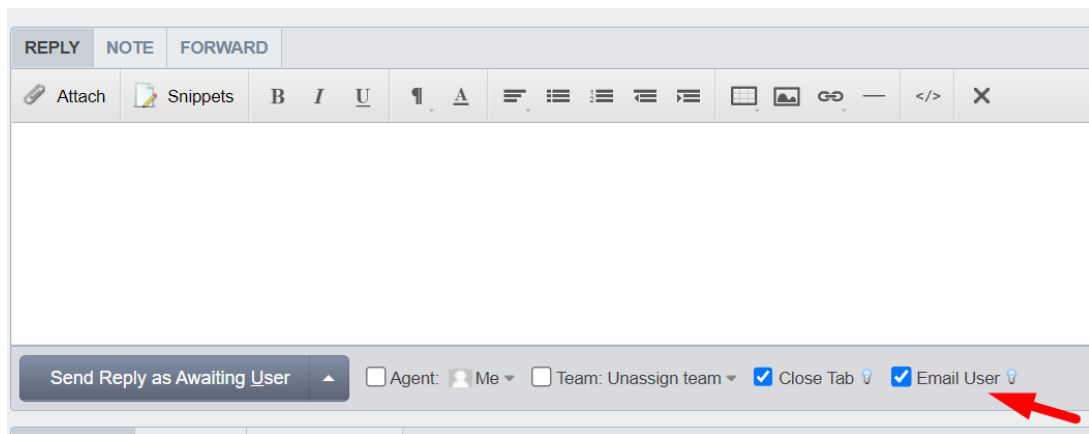 REPLY NOTE FORWARD
Attach Snippets B I U ¶ A </>
Send Reply as Awaiting User Agent: Me Team: Unassign team Close Tab Email User